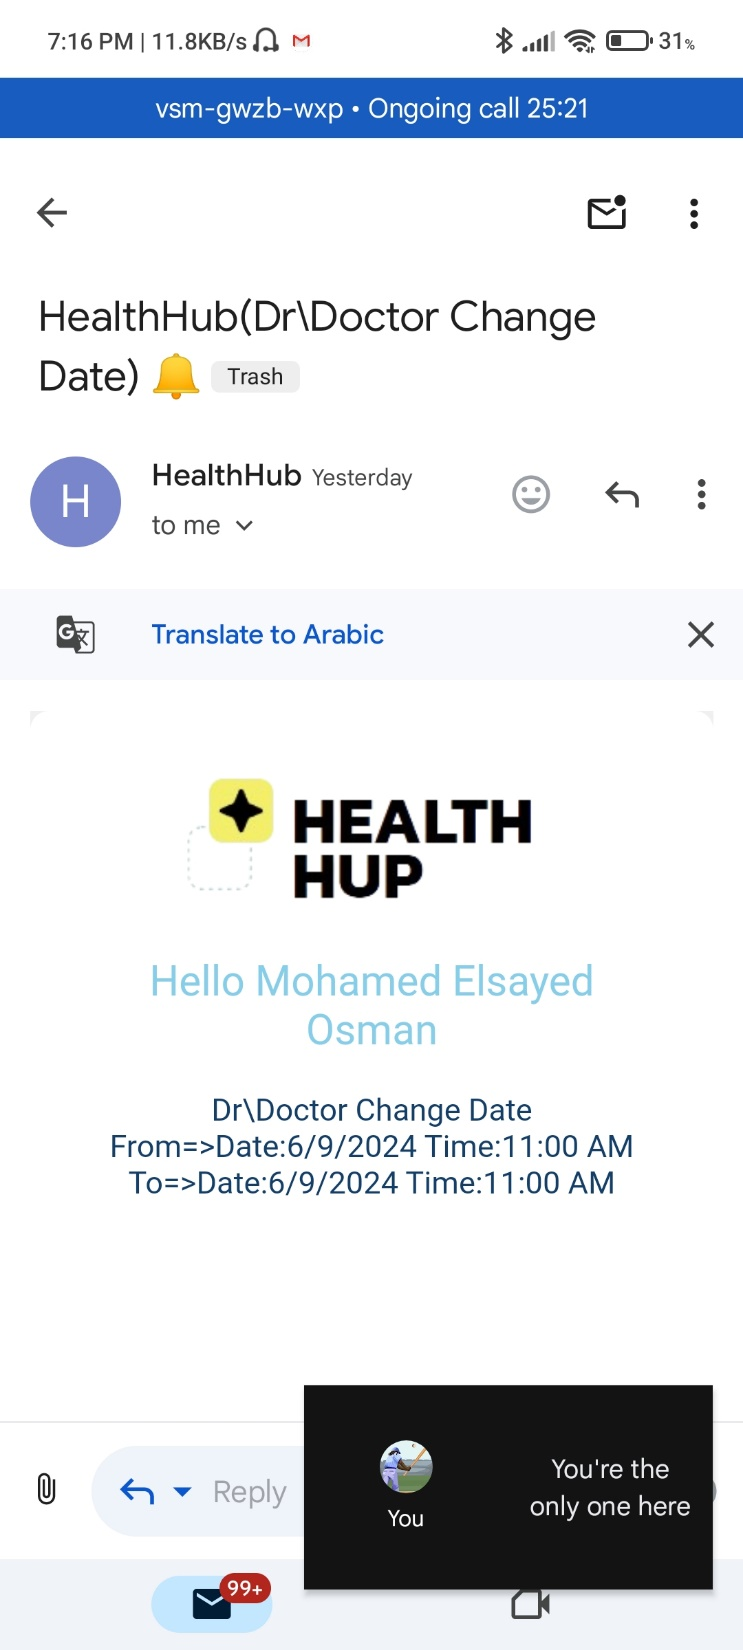 7:16 PM | 11.8KB/s
31%
vsm-gwzb-wxp • Ongoing call 25:21
HealthHub(Dr\Doctor Change
Date) 🔔 Trash
H
HealthHub Yesterday
to me
G 文
Translate to Arabic
HEALTH
HUP
Hello Mohamed Elsayed
Osman
Dr\Doctor Change Date
From=>Date:6/9/2024 Time:11:00 AM
To=>Date:6/9/2024 Time:11:00 AM
Reply
You
You're the
only one here
99+